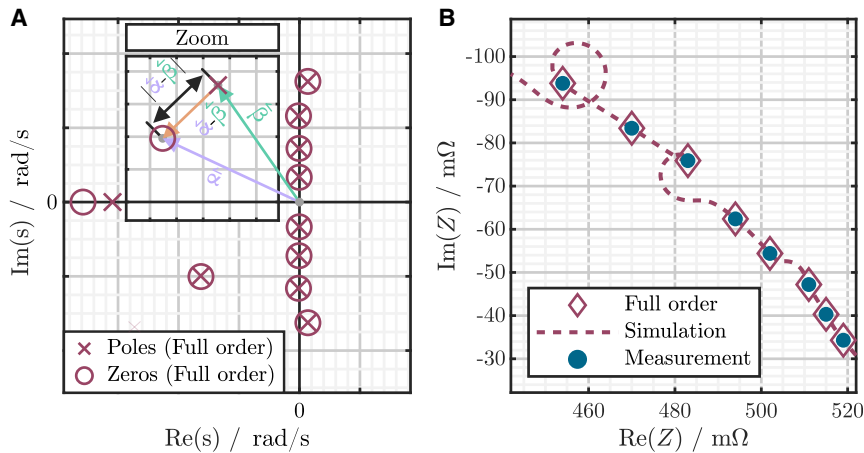 A
Zoom
|α̌-β̌|
α̌-β̌
β̌
α̌
0
Im(s) / rad/s
× Poles (Full order)
Zeros (Full order)
0
Re(s) / rad/s
B
-100
-90
-80
-70
-60
-50
-40
-30
Im(Z) / mΩ
Full order
Simulation
Measurement
460
480
500
520
Re(Z) / mΩ